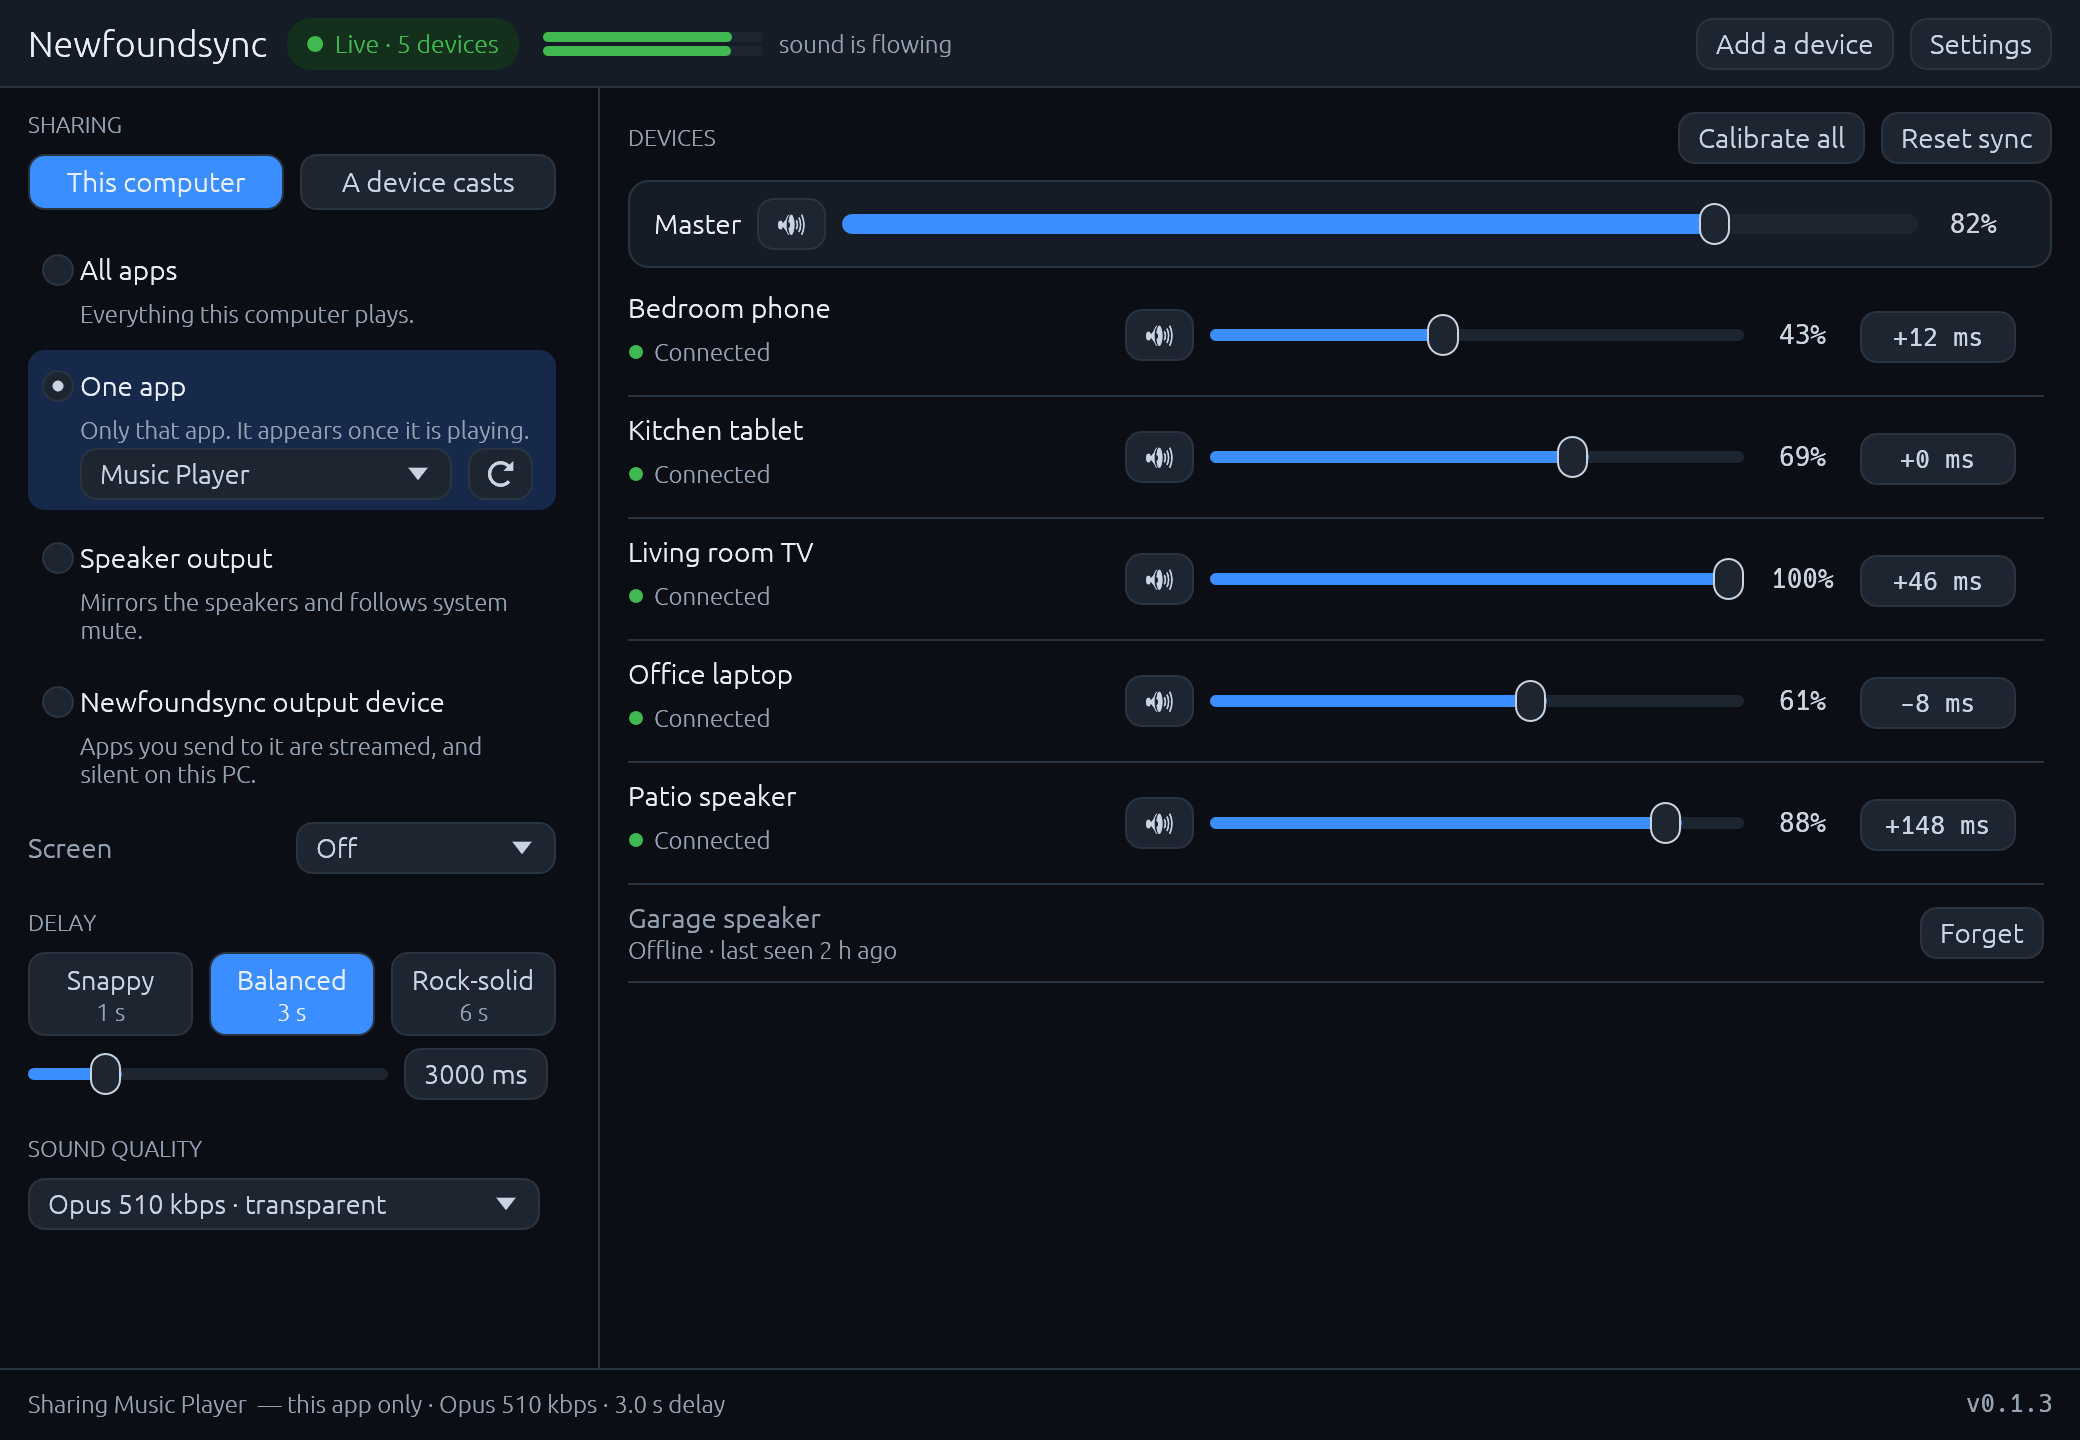 Newfoundsync
Live · 5 devices
sound is flowing
Add a device
Settings
SHARING
This computer
A device casts
All apps
Everything this computer plays.
One app
Only that app. It appears once it is playing.
Music Player
Speaker output
Mirrors the speakers and follows system
mute.
Newfoundsync output device
Apps you send to it are streamed, and
silent on this PC.
Screen
Off
DELAY
Snappy
1 s
Balanced
3 s
Rock-solid
6 s
3000 ms
SOUND QUALITY
Opus 510 kbps · transparent
DEVICES
Calibrate all
Reset sync
Master
82%
Bedroom phone
Connected
43%
+12 ms
Kitchen tablet
Connected
69%
+0 ms
Living room TV
Connected
100%
+46 ms
Office laptop
Connected
61%
−8 ms
Patio speaker
Connected
88%
+148 ms
Garage speaker
Offline · last seen 2 h ago
Forget
Sharing Music Player — this app only · Opus 510 kbps · 3.0 s delay
v0.1.3